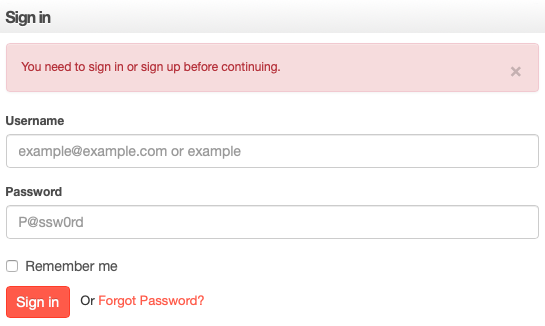 Sign in
You need to sign in or sign up before continuing.
×
Username
example@example.com or example
Password
P@ssw0rd
Remember me
Sign in Or Forgot Password?